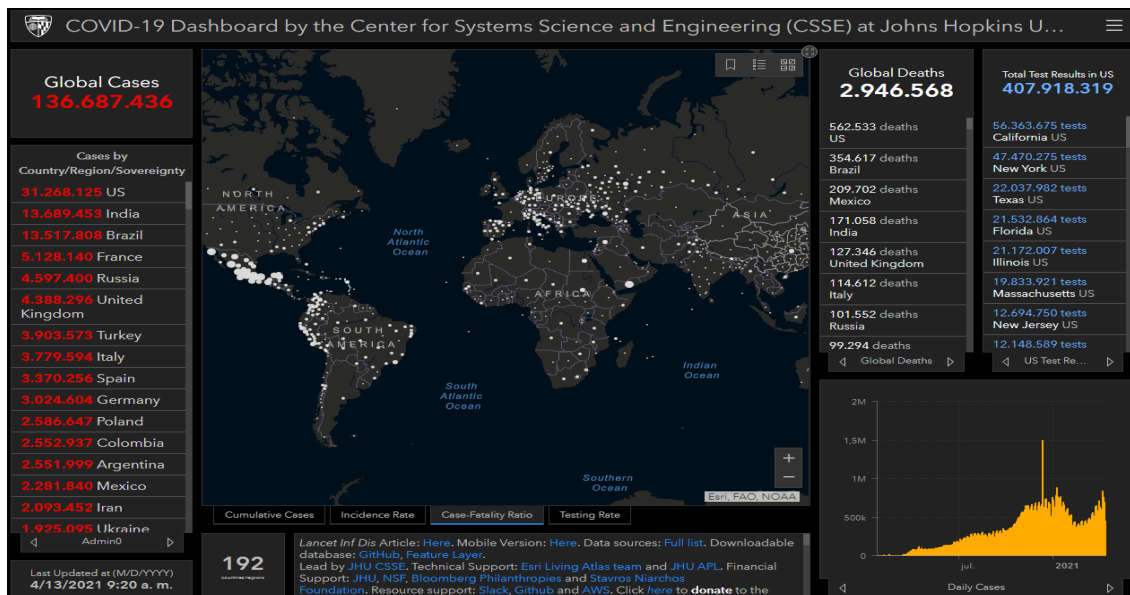 COVID-19 Dashboard by the Center for Systems Science and Engineering (CSSE) at Johns Hopkins U...
Global Cases
136.687.436
Cases by
Country/Region/Sovereignty
31.268.125 US
13.689.453 India
13.517.808 Brazil
5.128.140 France
4.597.400 Russia
4.388.296 United
Kingdom
3.903.573 Turkey
3.779.594 Italy
3.370.256 Spain
3.024.604 Germany
2.586.647 Poland
2.552.937 Colombia
2.551.999 Argentina
2.281.840 Mexico
2.093.452 Iran
1.925.095 Ukraine
Admin0
Last Updated at (M/D/YYYY)
4/13/2021 9:20 a. m.
NORTH
AMERICA
North
Atlantic
Ocean
EUROPE
ASIA
AFRICA
SOUTH
AMERICA
South
Atlantic
Ocean
Indian
Ocean
Southern
Ocean
+
−
Esri, FAO, NOAA
Cumulative Cases
Incidence Rate
Case-Fatality Ratio
Testing Rate
192
countries/regions
Lancet Inf Dis Article: Here. Mobile Version: Here. Data sources: Full list. Downloadable
database: GitHub, Feature Layer.
Lead by JHU CSSE. Technical Support: Esri Living Atlas team and JHU APL. Financial
Support: JHU, NSF, Bloomberg Philanthropies and Stavros Niarchos
Foundation. Resource support: Slack, Github and AWS. Click here to donate to the
Global Deaths
2.946.568
562.533 deaths
US
354.617 deaths
Brazil
209.702 deaths
Mexico
171.058 deaths
India
127.346 deaths
United Kingdom
114.612 deaths
Italy
101.552 deaths
Russia
99.294 deaths
Global Deaths
Total Test Results in US
407.918.319
56.363.675 tests
California US
47.470.275 tests
New York US
22.037.982 tests
Texas US
21.532.864 tests
Florida US
21.172.007 tests
Illinois US
19.833.921 tests
Massachusetts US
12.694.750 tests
New Jersey US
12.148.589 tests
US Test Re...
2M
1,5M
1M
500k
0
jul.
2021
Daily Cases